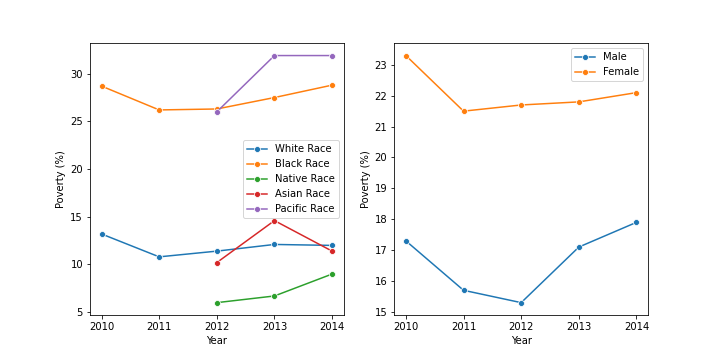 30
25
20
15
10
5
Poverty (%)
White Race
Black Race
Native Race
Asian Race
Pacific Race
2010 2011 2012 2013 2014
Year
23
22
21
20
19
18
17
16
15
Poverty (%)
Male
Female
2010 2011 2012 2013 2014
Year